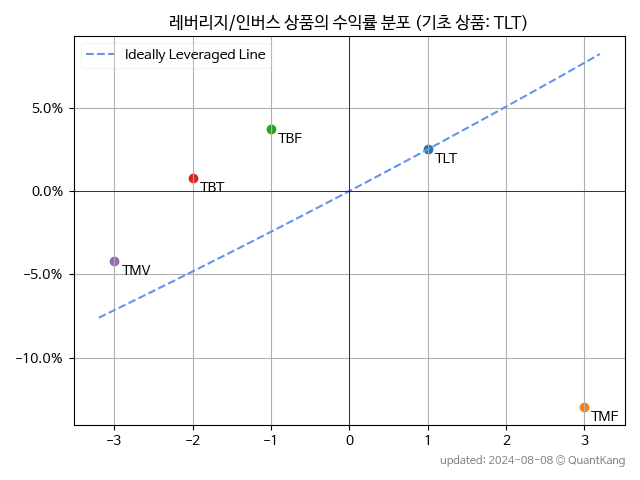 레버리지/인버스 상품의 수익률 분포 (기초 상품: TLT)
Ideally Leveraged Line
5.0%
TBF
TLT
TBT
0.0%
TMV
-5.0%
-10.0%
TMF
-3 -2 -1 0 1 2 3
updated: 2024-08-08 © QuantKang